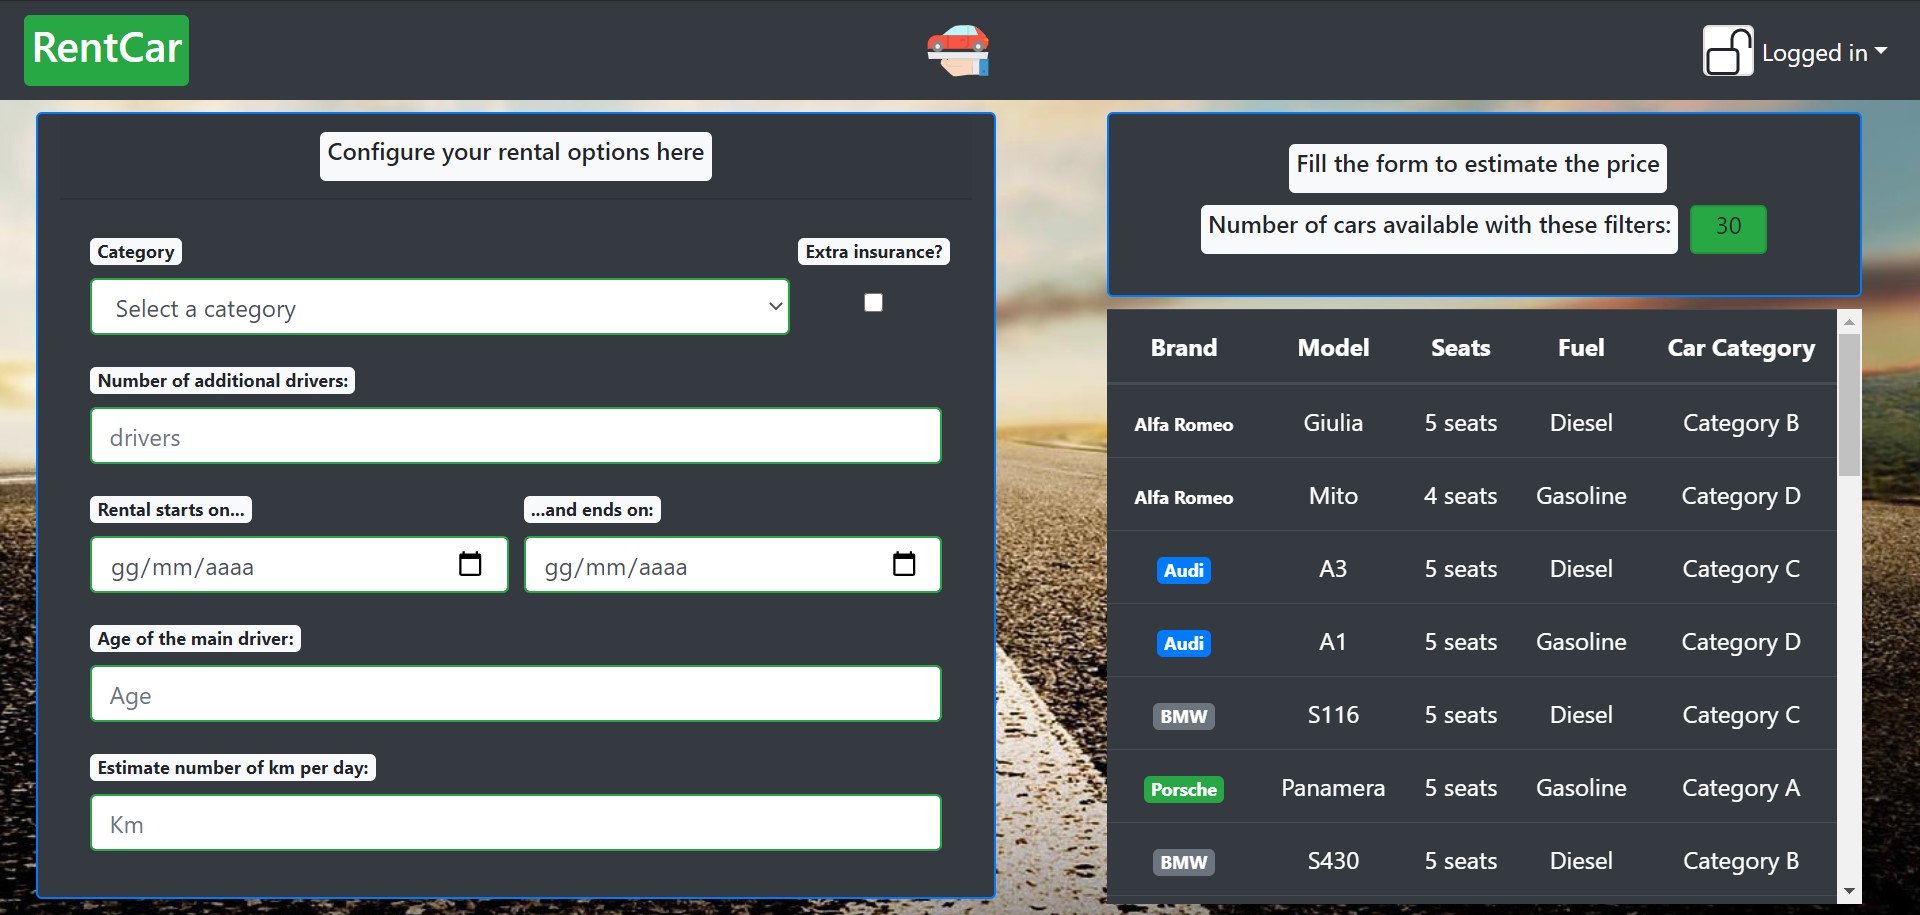 RentCar
Logged in
Configure your rental options here
Category
Extra insurance?
Select a category
Number of additional drivers:
drivers
Rental starts on...
...and ends on:
gg/mm/aaaa
gg/mm/aaaa
Age of the main driver:
Age
Estimate number of km per day:
Km
Fill the form to estimate the price
Number of cars available with these filters: 30
Brand Model Seats Fuel Car Category
Alfa Romeo Giulia 5 seats Diesel Category B
Alfa Romeo Mito 4 seats Gasoline Category D
Audi A3 5 seats Diesel Category C
Audi A1 5 seats Gasoline Category D
BMW S116 5 seats Diesel Category C
Porsche Panamera 5 seats Gasoline Category A
BMW S430 5 seats Diesel Category B